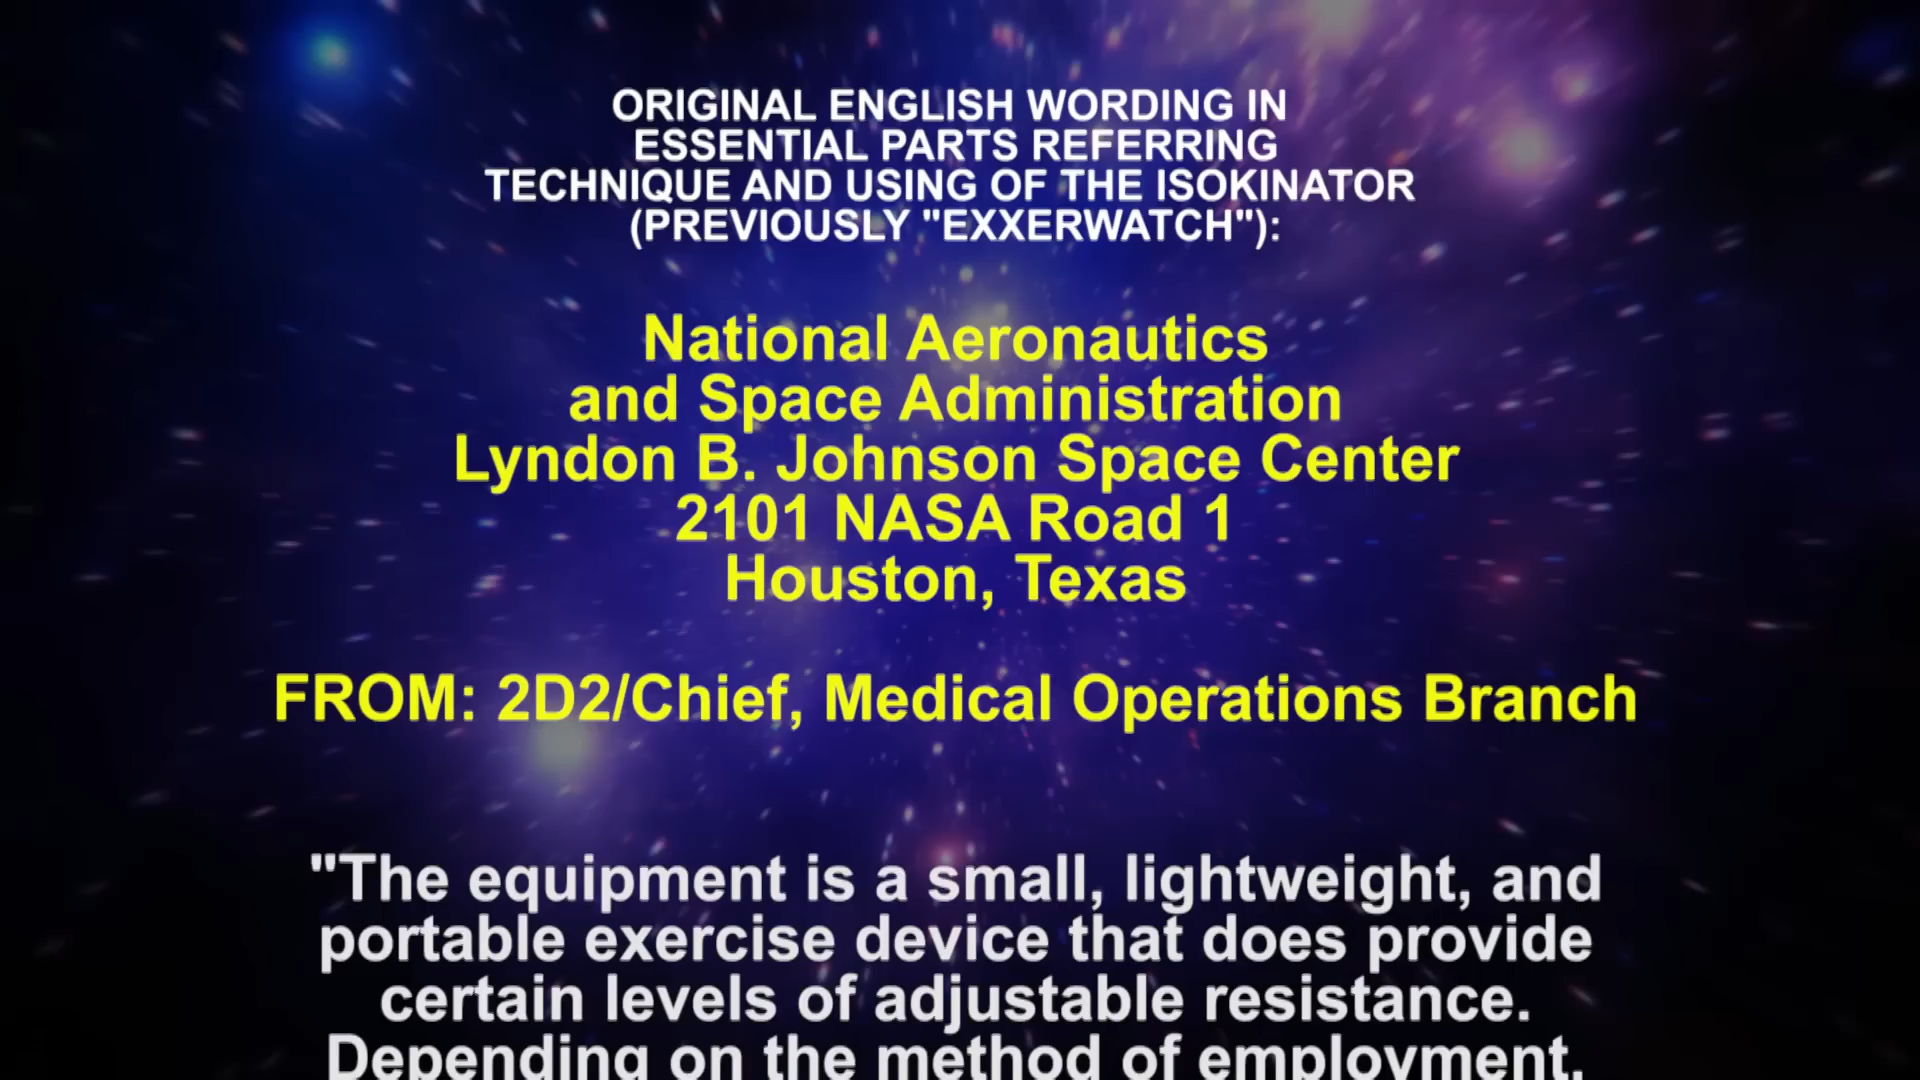 ORIGINAL ENGLISH WORDING IN
ESSENTIAL PARTS REFERRING
TECHNIQUE AND USING OF THE ISOKINATOR
(PREVIOUSLY "EXXERWATCH"):
National Aeronautics
and Space Administration
Lyndon B. Johnson Space Center
2101 NASA Road 1
Houston, Texas
FROM: 2D2/Chief, Medical Operations Branch
"The equipment is a small, lightweight, and
portable exercise device that does provide
certain levels of adjustable resistance.
Depending on the method of employment,